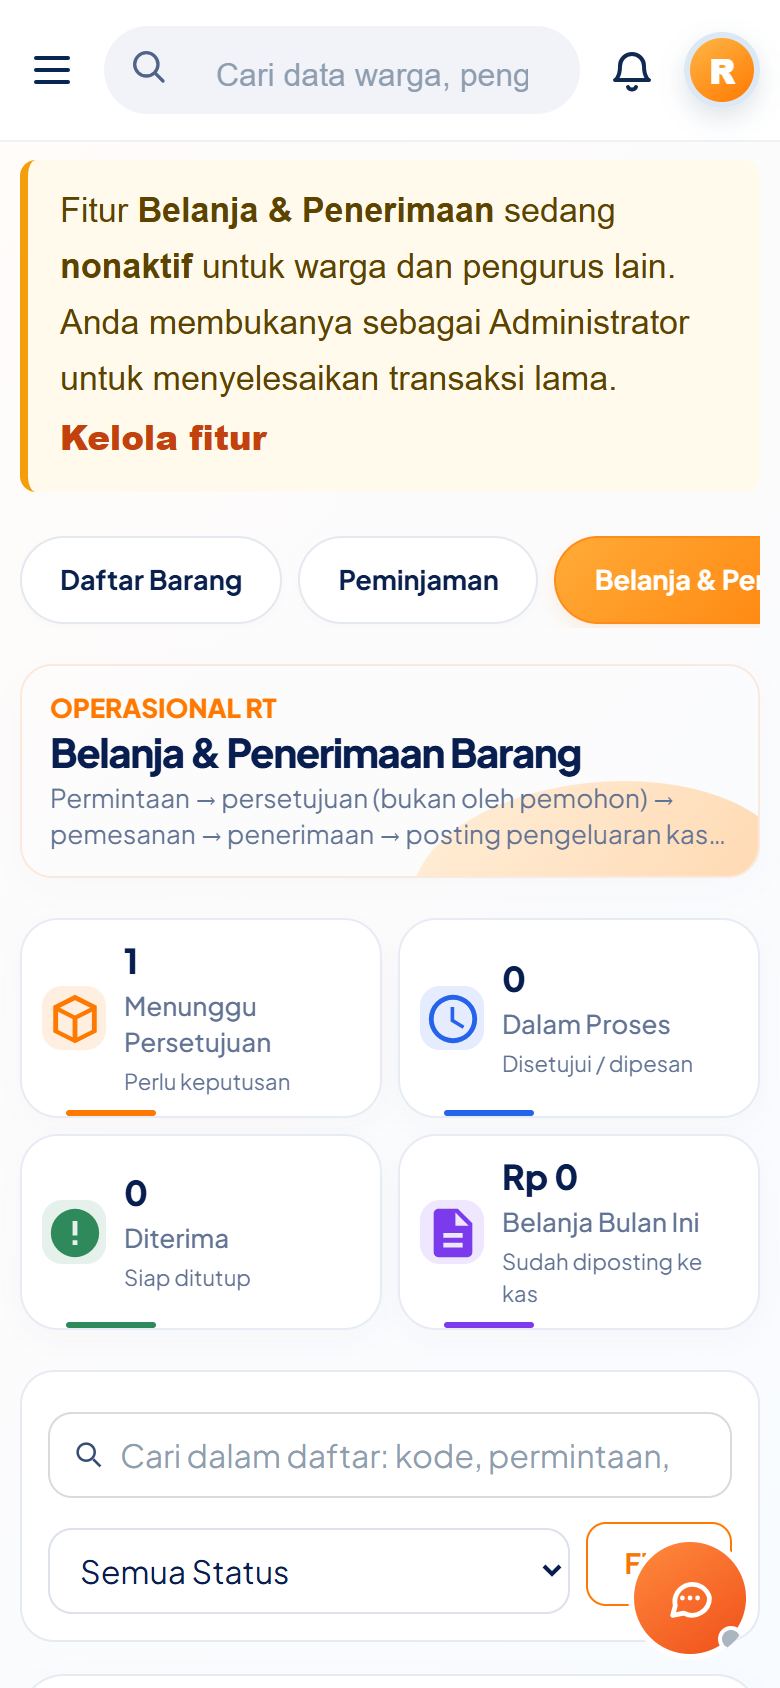 Cari data warga, peng
R
Fitur Belanja & Penerimaan sedang
nonaktif untuk warga dan pengurus lain.
Anda membukanya sebagai Administrator
untuk menyelesaikan transaksi lama.
Kelola fitur
Daftar Barang
Peminjaman
Belanja & Per
OPERASIONAL RT
Belanja & Penerimaan Barang
Permintaan → persetujuan (bukan oleh pemohon) →
pemesanan → penerimaan → posting pengeluaran kas...
1
Menunggu
Persetujuan
Perlu keputusan
0
Dalam Proses
Disetujui / dipesan
0
Diterima
Siap ditutup
Rp 0
Belanja Bulan Ini
Sudah diposting ke
kas
Cari dalam daftar: kode, permintaan,
Semua Status